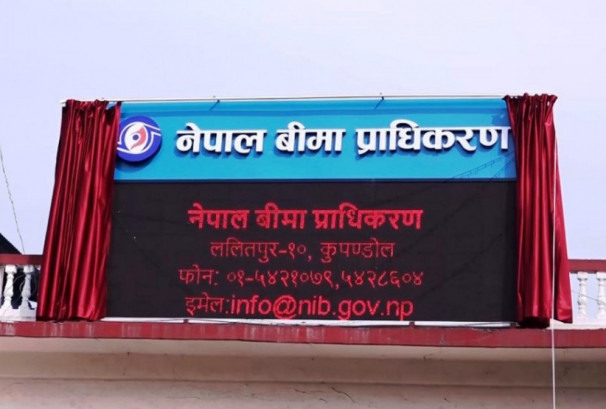 नेपाल बीमा प्राधिकरण
नेपाल बीमा प्राधिकरण
ललितपुर-१०, कुपण्डोल
फोन: ०१-५४२१०७९,५४२८६०४
इमेल:info@nib.gov.np